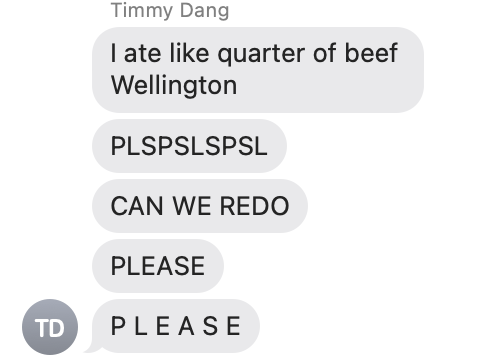 Timmy Dang
I ate like quarter of beef
Wellington
PLSPSLSPSL
CAN WE REDO
PLEASE
P L E A S E
TD